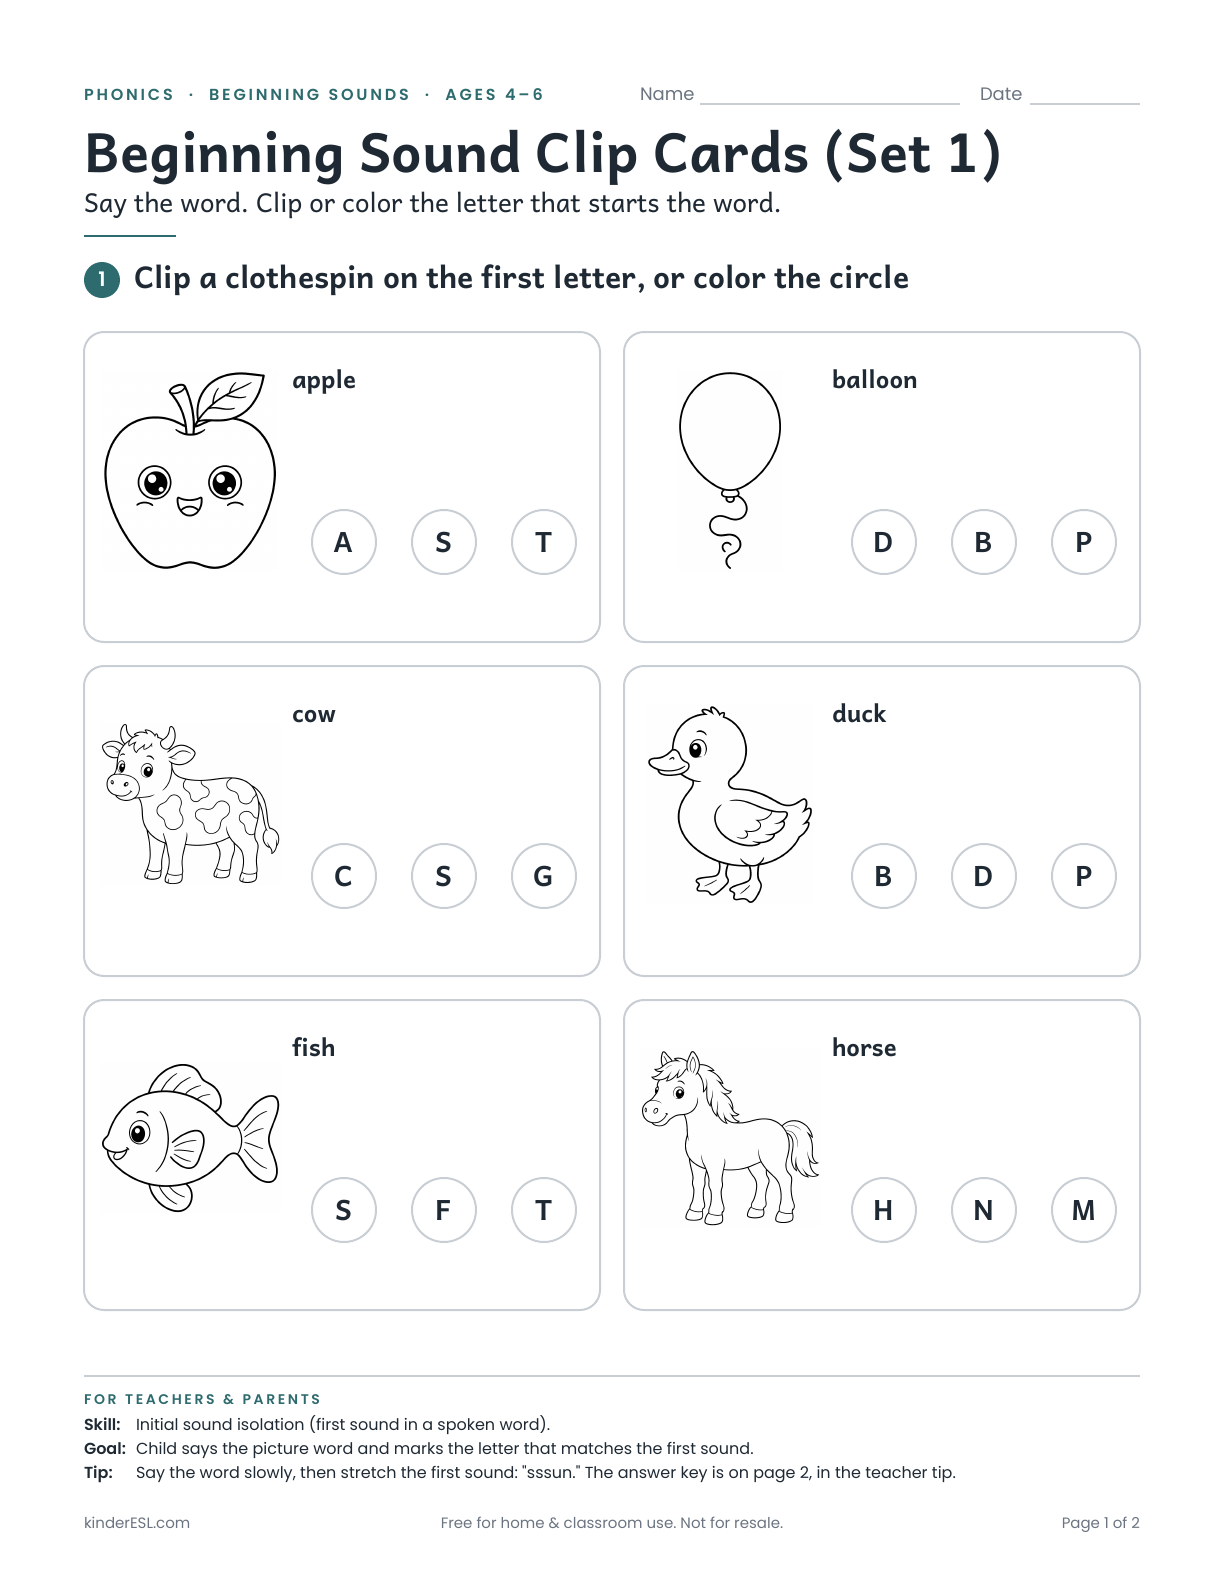 PHONICS · BEGINNING SOUNDS · AGES 4–6 Name Date
Beginning Sound Clip Cards (Set 1)
Say the word. Clip or color the letter that starts the word.
1 Clip a clothespin on the first letter, or color the circle
apple
A S T
balloon
D B P
cow
C S G
duck
B D P
fish
S F T
horse
H N M
FOR TEACHERS & PARENTS
Skill: Initial sound isolation (first sound in a spoken word).
Goal: Child says the picture word and marks the letter that matches the first sound.
Tip: Say the word slowly, then stretch the first sound: "sssun." The answer key is on page 2, in the teacher tip.
kinderESL.com Free for home & classroom use. Not for resale. Page 1 of 2